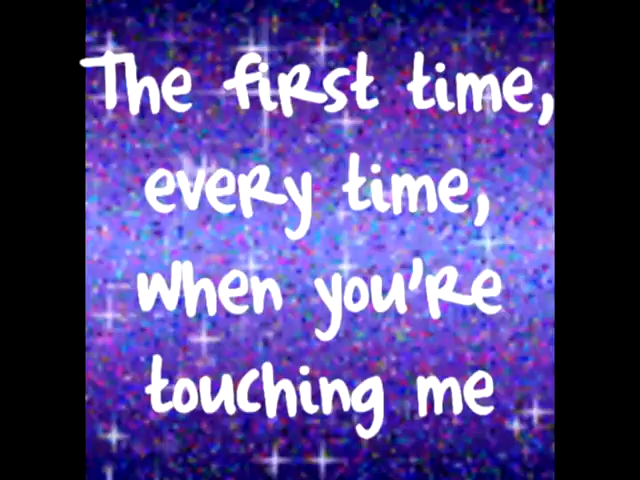 The first time,
every time,
when you're
touching me